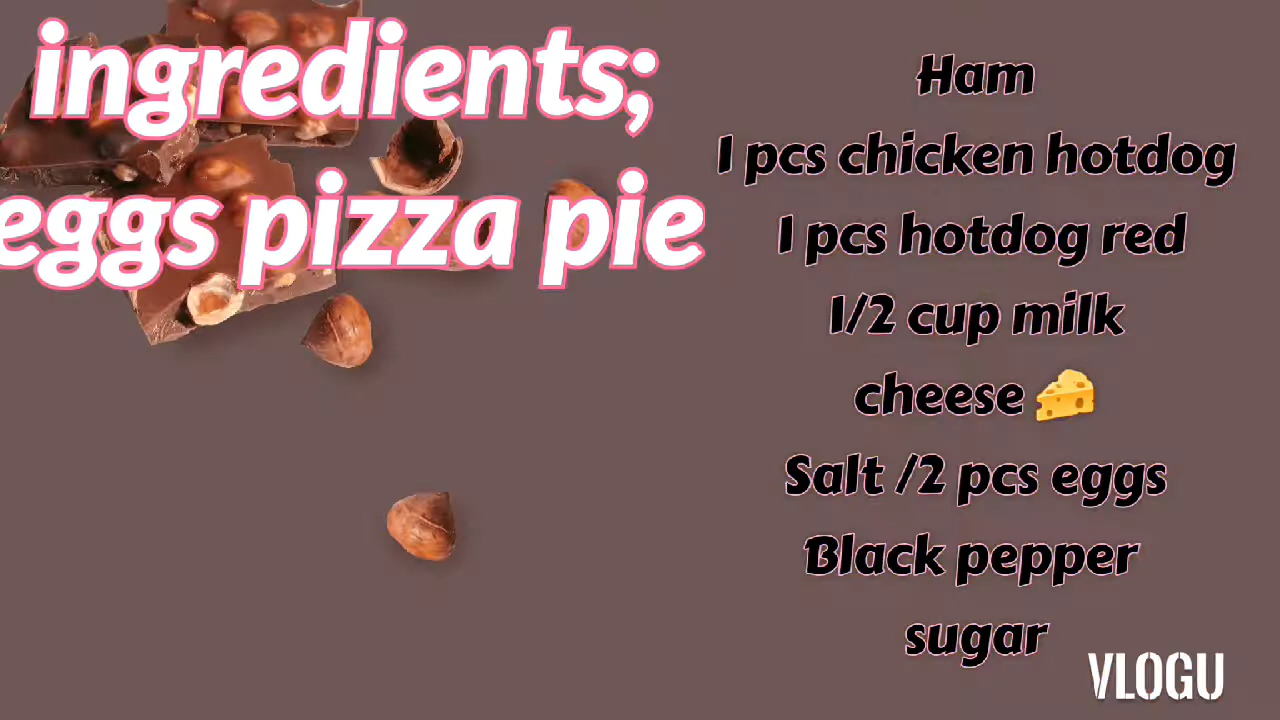 ingredients;
eggs pizza pie
Ham
1 pcs chicken hotdog
1 pcs hotdog red
1/2 cup milk
cheese 🧀
Salt /2 pcs eggs
Black pepper
sugar
VLOGU